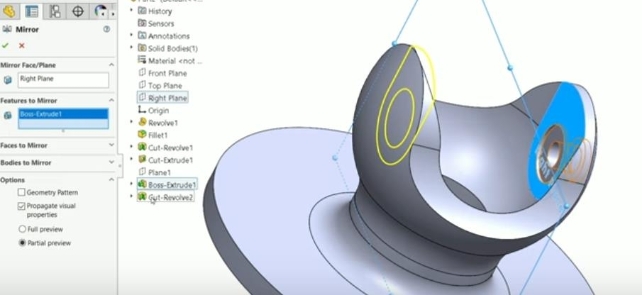 Mirror
Mirror Face/Plane
Right Plane
Features to Mirror
Boss-Extrude1
Faces to Mirror
Bodies to Mirror
Options
Geometry Pattern
Propagate visual
properties
Full preview
Partial preview
History
Sensors
Annotations
Solid Bodies(1)
Material <not ...
Front Plane
Top Plane
Right Plane
Origin
Revolve1
Fillet1
Cut-Revolve1
Cut-Extrude1
Plane1
Boss-Extrude1
Cut-Revolve2